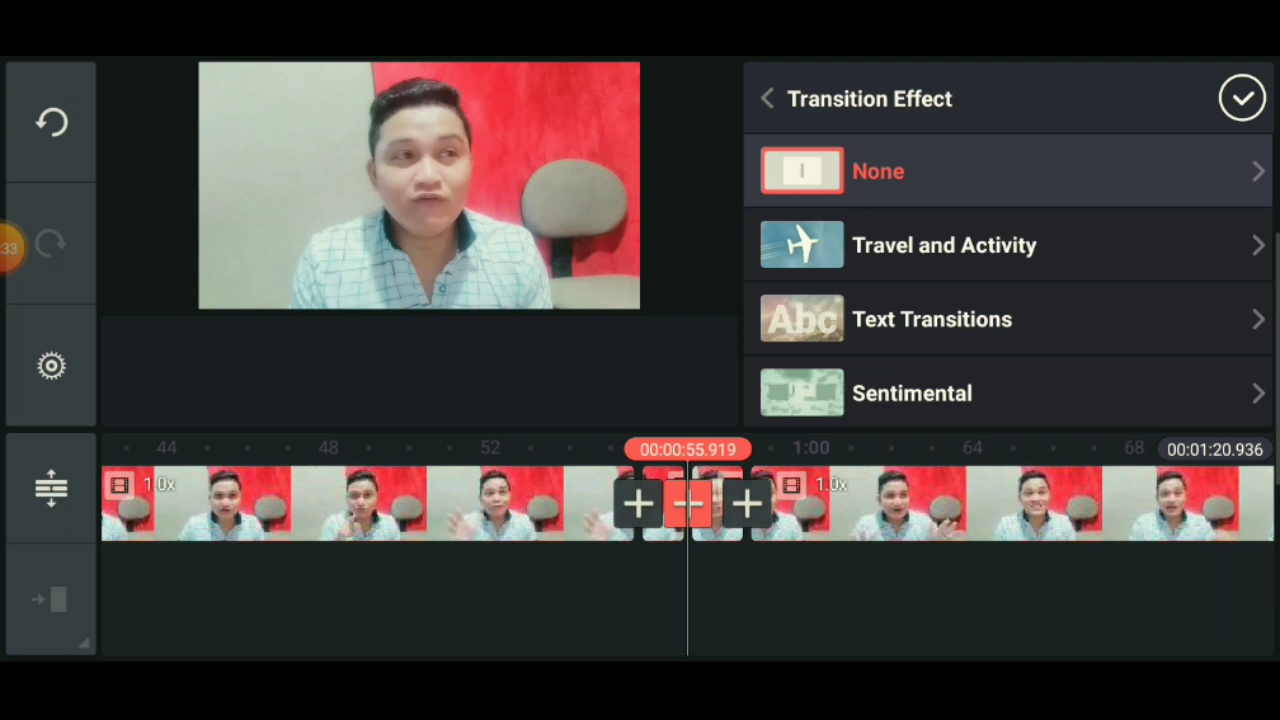 Transition Effect
None
:33
Travel and Activity
Abc
Text Transitions
Sentimental
44
48
52
00:00:55.919
1:00
64
68
00:01:20.936
1.0x
1.0x